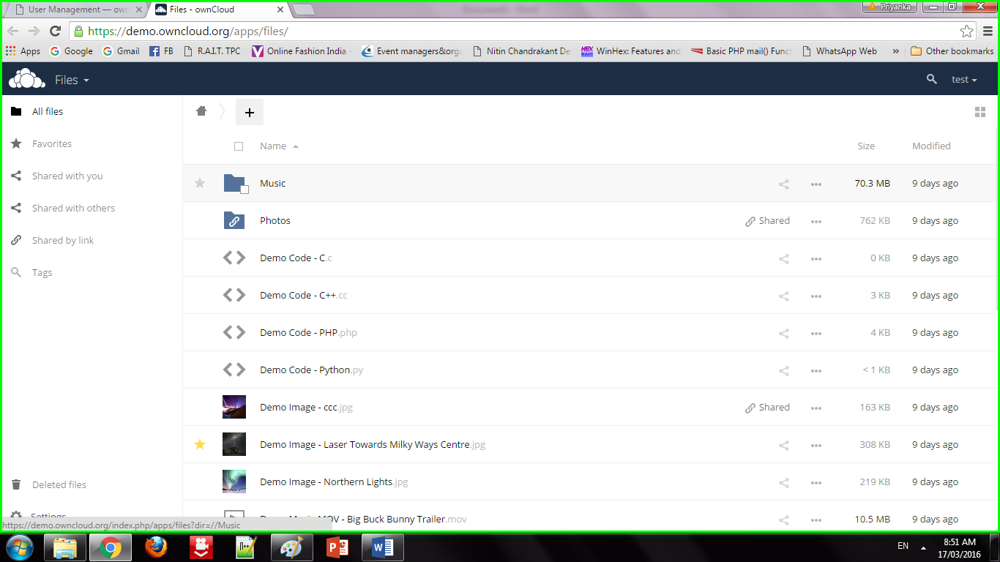 User Management — own
Files - ownCloud
Priyanka
https://demo.owncloud.org/apps/files/
Apps
Google
Gmail
FB
R.A.I.T. TPC
Online Fashion India -
Event managers&orga
Nitin Chandrakant De
WinHex: Features and
Basic PHP mail() Funct
WhatsApp Web
»
Other bookmarks
Files
test
All files
Favorites
Shared with you
Shared with others
Shared by link
Tags
Deleted files
Settings
+
Name
Size
Modified
Music
70.3 MB
9 days ago
Photos
Shared
762 KB
9 days ago
Demo Code - C.c
0 KB
9 days ago
Demo Code - C++.cc
3 KB
9 days ago
Demo Code - PHP.php
4 KB
9 days ago
Demo Code - Python.py
< 1 KB
9 days ago
Demo Image - ccc.jpg
Shared
163 KB
9 days ago
Demo Image - Laser Towards Milky Ways Centre.jpg
308 KB
9 days ago
Demo Image - Northern Lights.jpg
219 KB
9 days ago
Demo Movie MOV - Big Buck Bunny Trailer.mov
10.5 MB
9 days ago
https://demo.owncloud.org/index.php/apps/files?dir=//Music
EN
8:51 AM
17/03/2016